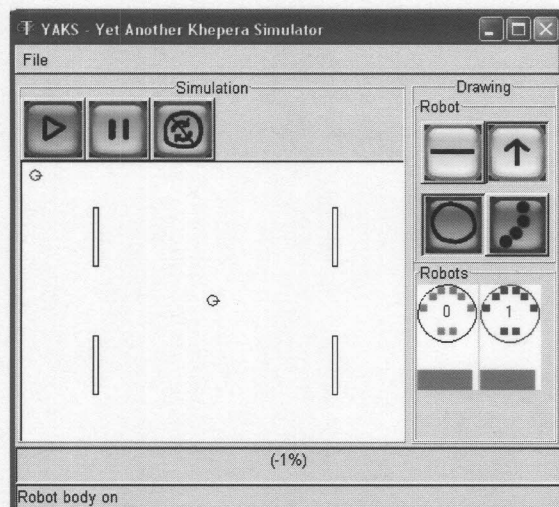 YAKS - Yet Another Khepera Simulator
File
Simulation
Drawing
Robot
Robots
0
1
(-1%)
Robot body on